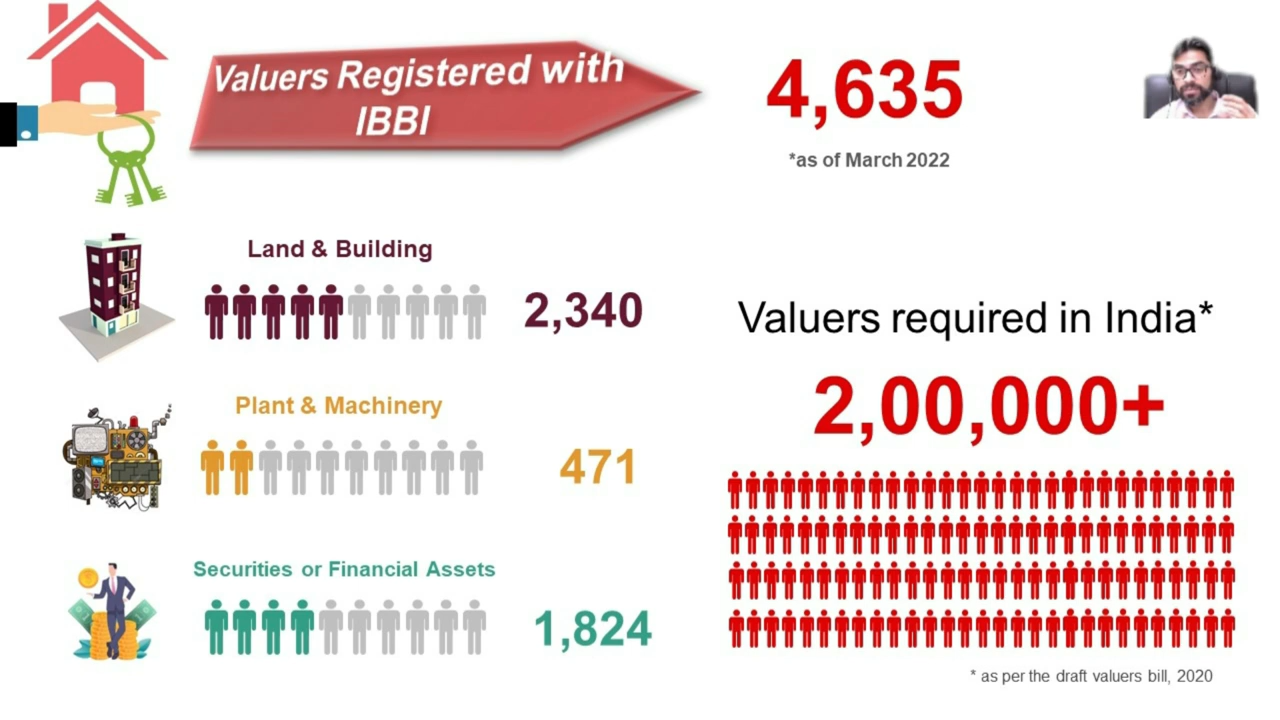 Valuers Registered with
IBBI
4,635
*as of March 2022
Land & Building
2,340
Plant & Machinery
471
Securities or Financial Assets
1,824
Valuers required in India*
2,00,000+
* as per the draft valuers bill, 2020